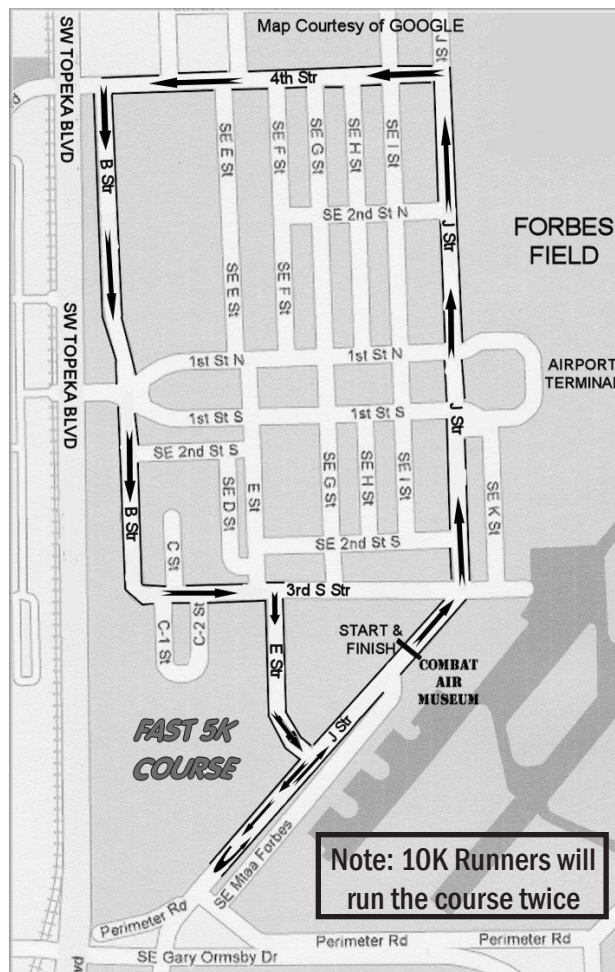 Map Courtesy of GOOGLE
SW TOPEKA BLVD
J St
4th Str
B Str
SE E St
SE F St
SE G St
SE H St
SE I St
SE 2nd St N
J Str
FORBES
FIELD
SE E St
SE F St
SW TOPEKA BLVD
1st St N
1st St N
AIRPORT
TERMINAL
1st St S
1st St S
J Str
SE 2nd St S
SE D St
E St
SE G St
SE H St
SE I St
SE K St
B Str
C St
SE 2nd St S
3rd S Str
C-1 St
C-2 St
START &
FINISH
COMBAT
AIR
MUSEUM
E Str
J Str
FAST 5K
COURSE
SE Mtaa Forbes
Note: 10K Runners will
run the course twice
Perimeter Rd
Perimeter Rd
Perimeter Rd
SE Gary Ormsby Dr